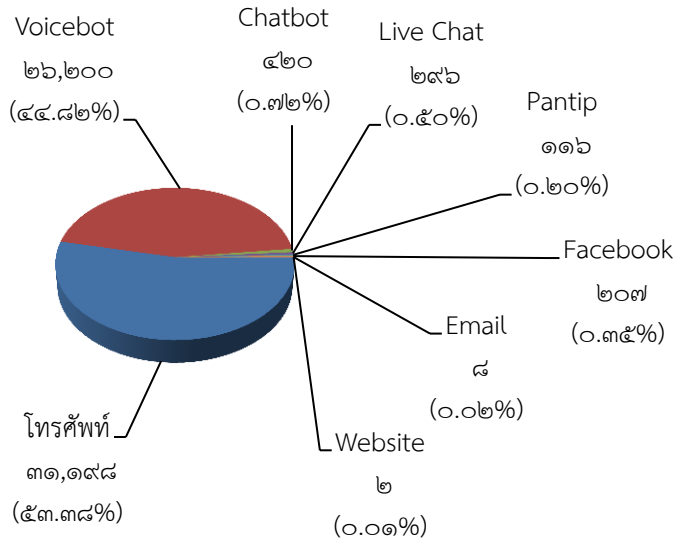 Voicebot
๒๖,๒๐๐
(๔๔.๘๒%)
Chatbot
๔๒๐
(๐.๗๒%)
Live Chat
๒๙๖
(๐.๕๐%)
Pantip
๑๑๖
(๐.๒๐%)
Facebook
๒๐๗
(๐.๓๕%)
Email
๘
(๐.๐๒%)
Website
๒
(๐.๐๑%)
โทรศัพท์
๓๑,๑๙๘
(๕๓.๓๘%)